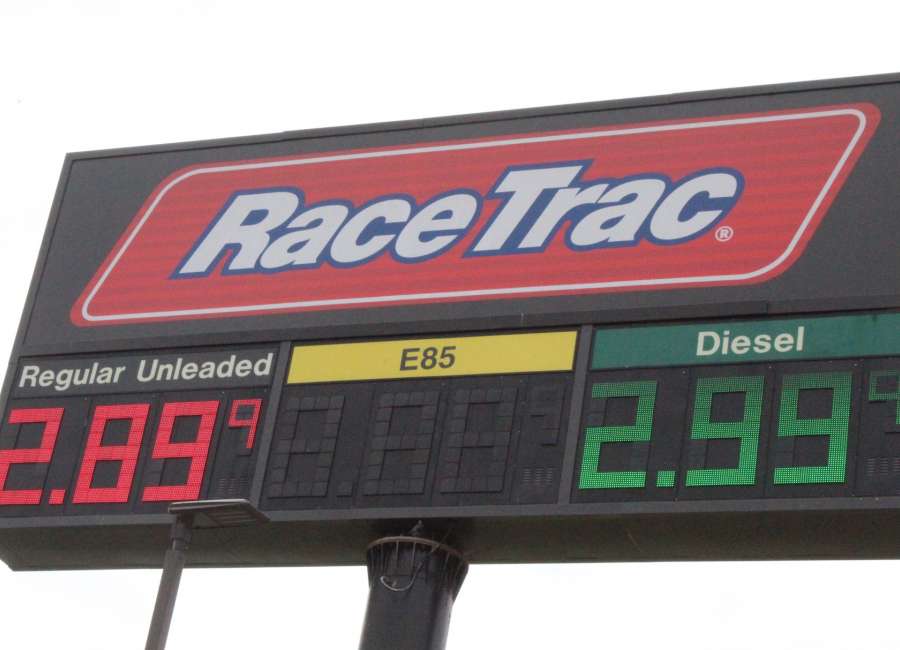 RaceTrac®
Regular Unleaded E85 Diesel
2.89 9 2.99